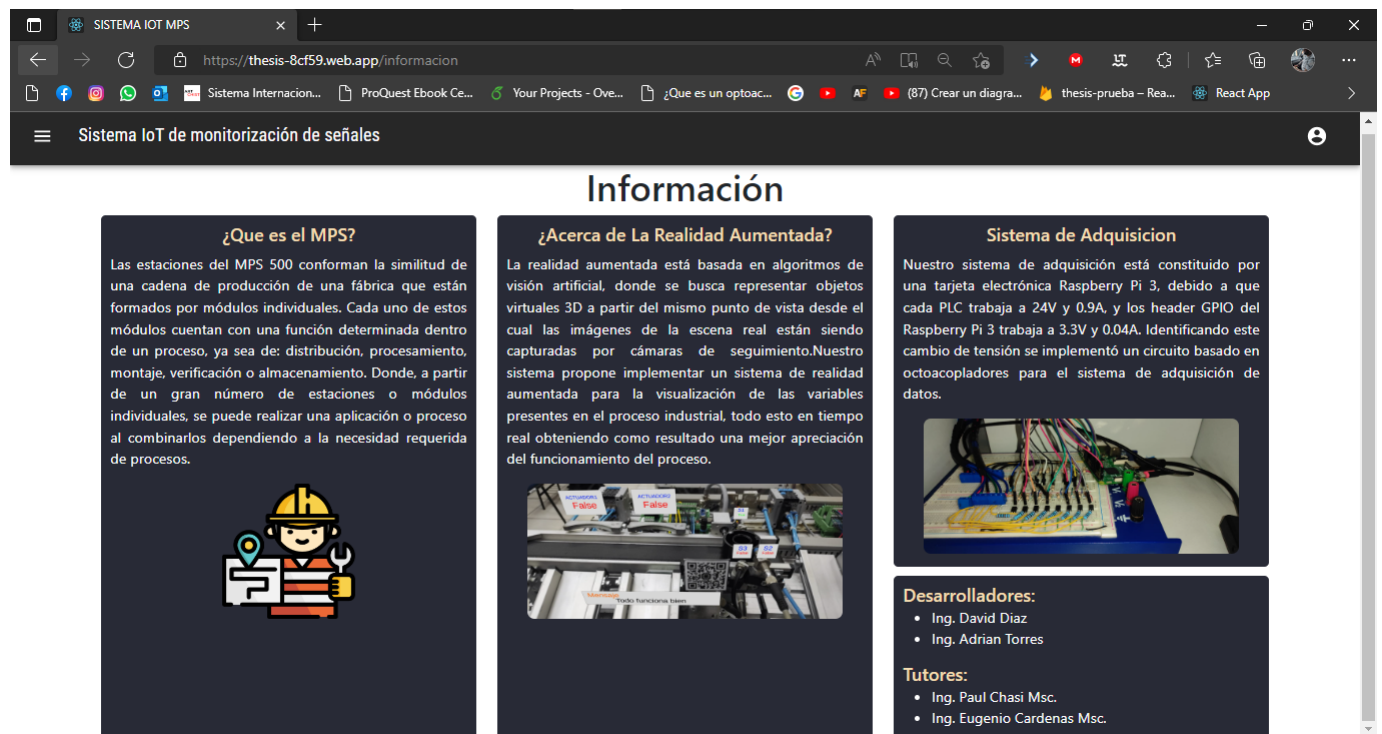 SISTEMA IOT MPS
https://thesis-8cf59.web.app/informacion
Sistema Internacion...
ProQuest Ebook Ce...
Your Projects - Ove...
¿Que es un optoac...
AF
(87) Crear un diagra...
thesis-prueba – Rea...
React App
Sistema IoT de monitorización de señales
Información
¿Que es el MPS?
Las estaciones del MPS 500 conforman la similitud de
una cadena de producción de una fábrica que están
formados por módulos individuales. Cada uno de estos
módulos cuentan con una función determinada dentro
de un proceso, ya sea de: distribución, procesamiento,
montaje, verificación o almacenamiento. Donde, a partir
de un gran número de estaciones o módulos
individuales, se puede realizar una aplicación o proceso
al combinarlos dependiendo a la necesidad requerida
de procesos.
¿Acerca de La Realidad Aumentada?
La realidad aumentada está basada en algoritmos de
visión artificial, donde se busca representar objetos
virtuales 3D a partir del mismo punto de vista desde el
cual las imágenes de la escena real están siendo
capturadas por cámaras de seguimiento.Nuestro
sistema propone implementar un sistema de realidad
aumentada para la visualización de las variables
presentes en el proceso industrial, todo esto en tiempo
real obteniendo como resultado una mejor apreciación
del funcionamiento del proceso.
ACTUADOR2
False
ACTUADOR3
False
S1
S3
S2
Mensaje
Todo funciona bien
Sistema de Adquisicion
Nuestro sistema de adquisición está constituido por
una tarjeta electrónica Raspberry Pi 3, debido a que
cada PLC trabaja a 24V y 0.9A, y los header GPIO del
Raspberry Pi 3 trabaja a 3.3V y 0.04A. Identificando este
cambio de tensión se implementó un circuito basado en
octoacopladores para el sistema de adquisición de
datos.
Desarrolladores:
Ing. David Diaz
Ing. Adrian Torres
Tutores:
Ing. Paul Chasi Msc.
Ing. Eugenio Cardenas Msc.